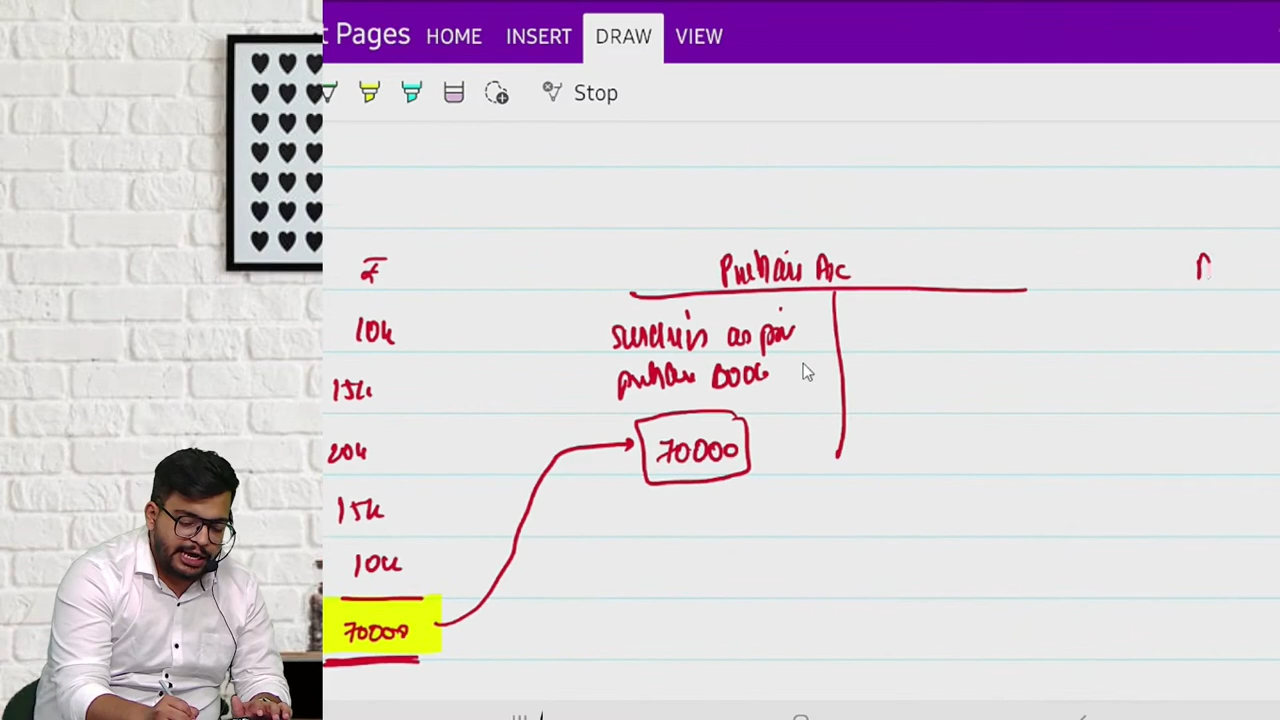 t Pages HOME INSERT DRAW VIEW
Stop
₹
Purchase A/c
10k
Sundries as per
15k
purchase Book
20k
70000
15k
10k
70000